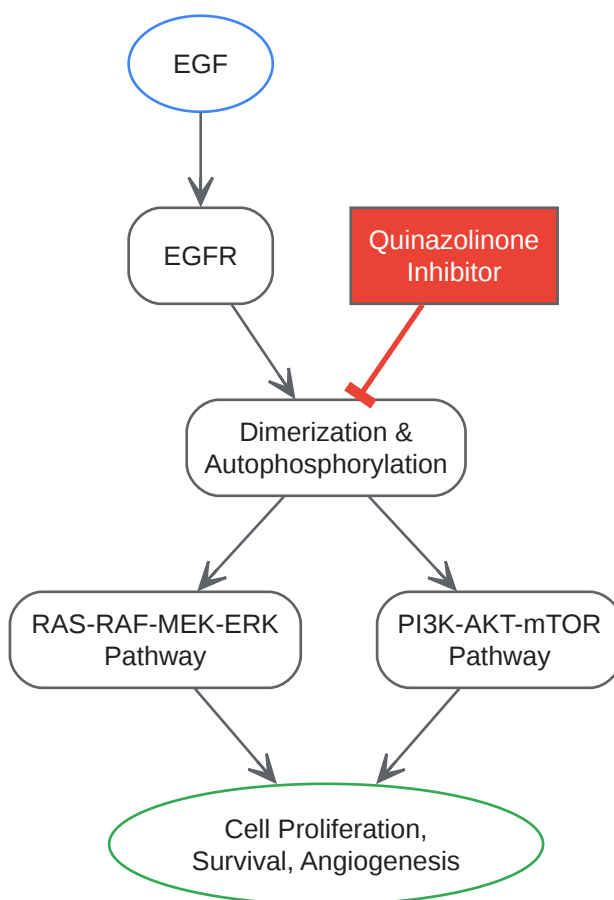 EGF
EGFR
Quinazolinone
Inhibitor
Dimerization &
Autophosphorylation
RAS-RAF-MEK-ERK
Pathway
PI3K-AKT-mTOR
Pathway
Cell Proliferation,
Survival, Angiogenesis